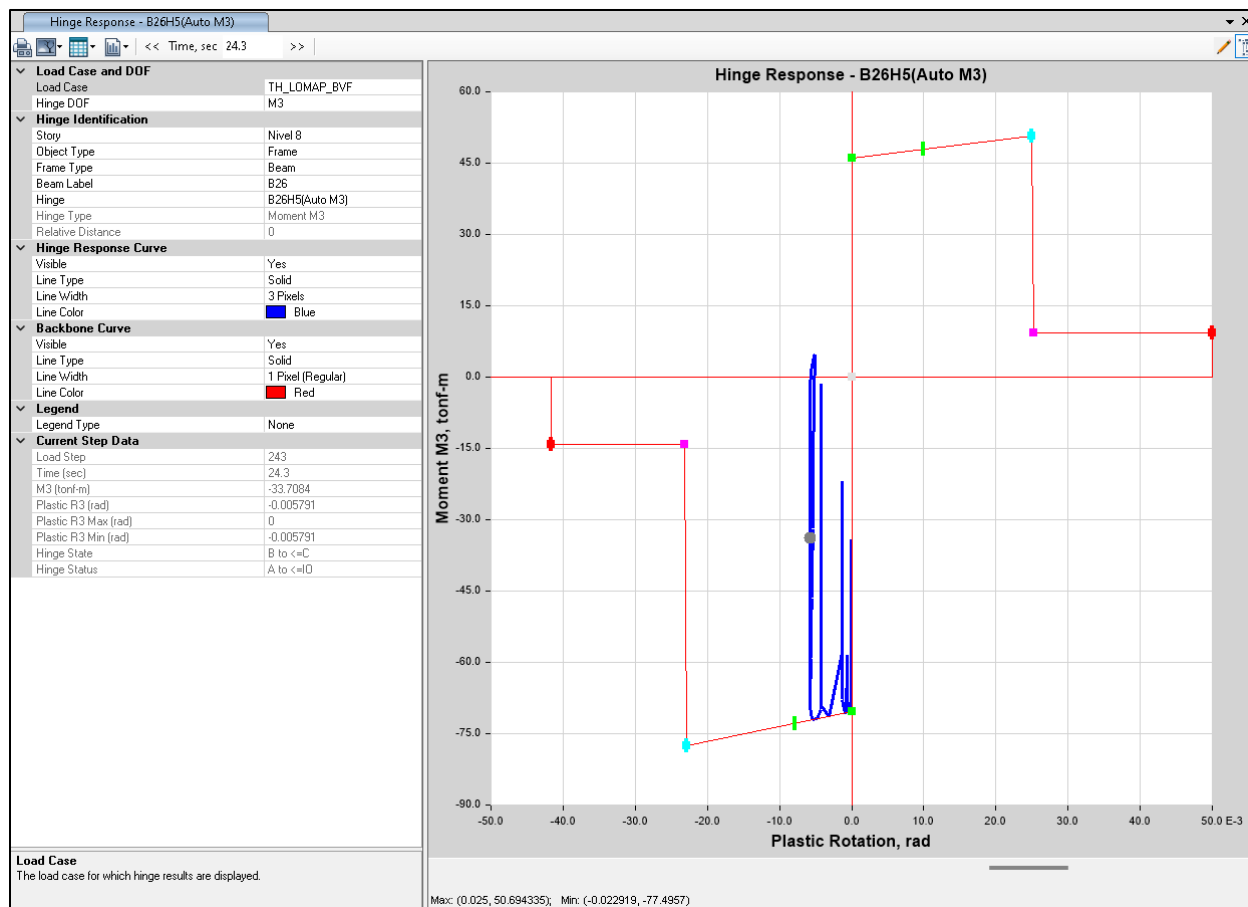 Hinge Response - B26H5(Auto M3)
<< Time, sec 24.3 >>
Load Case and DOF
Load Case TH_LOMAP_BVF
Hinge DOF M3
Hinge Identification
Story Nivel 8
Object Type Frame
Frame Type Beam
Beam Label B26
Hinge B26H5(Auto M3)
Hinge Type Moment M3
Relative Distance 0
Hinge Response Curve
Visible Yes
Line Type Solid
Line Width 3 Pixels
Line Color Blue
Backbone Curve
Visible Yes
Line Type Solid
Line Width 1 Pixel (Regular)
Line Color Red
Legend
Legend Type None
Current Step Data
Load Step 243
Time (sec) 24.3
M3 (tonf-m) -33.7084
Plastic R3 (rad) -0.005791
Plastic R3 Max (rad) 0
Plastic R3 Min (rad) -0.005791
Hinge State B to <=C
Hinge Status A to <=IO
Load Case
The load case for which hinge results are displayed.
Hinge Response - B26H5(Auto M3)
60.0
45.0
30.0
15.0
0.0
-15.0
-30.0
-45.0
-60.0
-75.0
-90.0
Moment M3, tonf-m
-50.0 -40.0 -30.0 -20.0 -10.0 0.0 10.0 20.0 30.0 40.0 50.0 E-3
Plastic Rotation, rad
Max: (0.025, 50.694335); Min: (-0.022919, -77.4957)